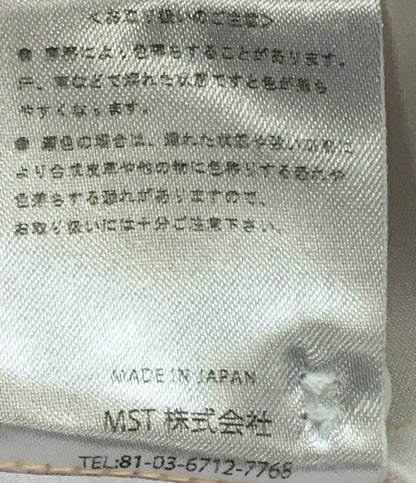 <お取り扱いのご注意>
● 摩擦により色落ちすることがあります。
汗、雨などで濡れた状態ですと色が落ち
やすくなります。
● 濃色の場合は、濡れた状態や強い摩擦に
より合成皮革や他の物に色移りする恐れや
色落ちする恐れがありますので、
お取り扱いには十分ご注意下さい。
MADE IN JAPAN
MST 株式会社
TEL:81-03-6712-7768